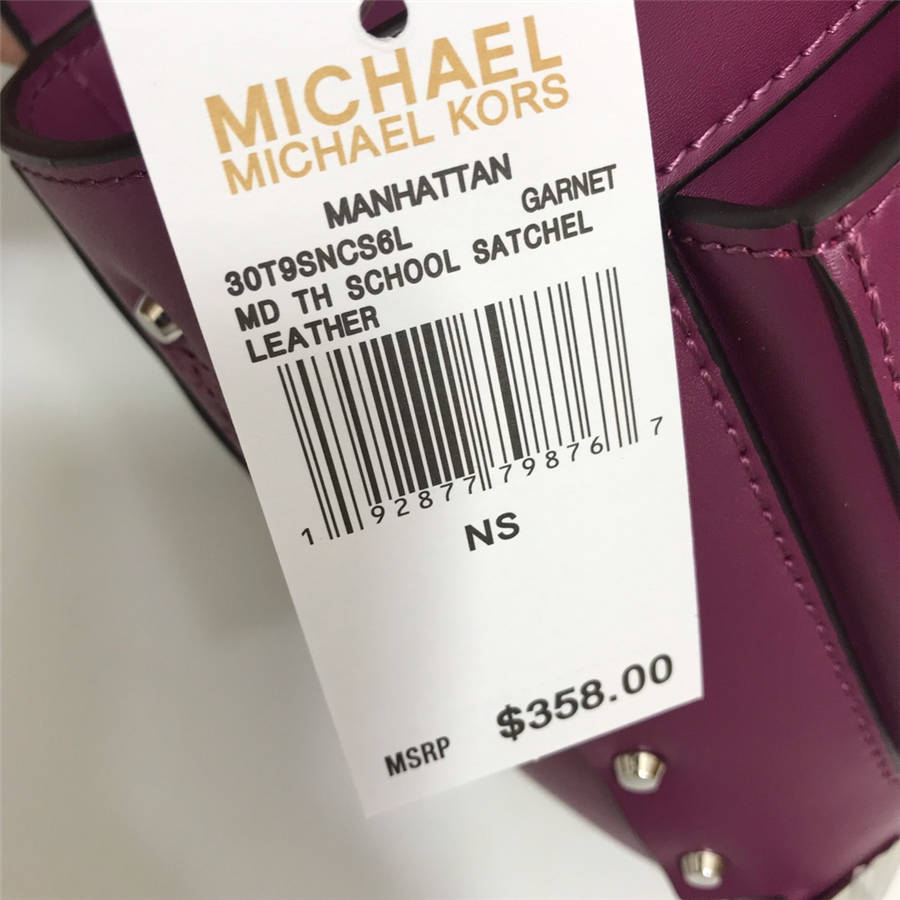 MICHAEL
MICHAEL KORS
MANHATTAN
30T9SNCS6L GARNET
MD TH SCHOOL SATCHEL
LEATHER
1 92877 79876 7
NS
MSRP $358.00